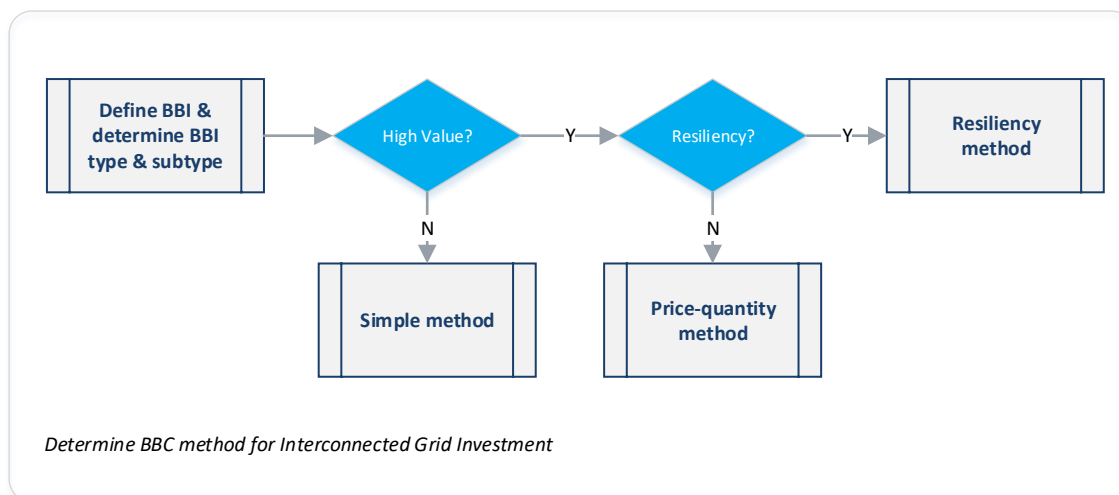 Define BBI &
determine BBI
type & subtype
High Value?
Y
Resiliency?
Y
Resiliency
method
N
N
Simple method
Price-quantity
method
Determine BBC method for Interconnected Grid Investment